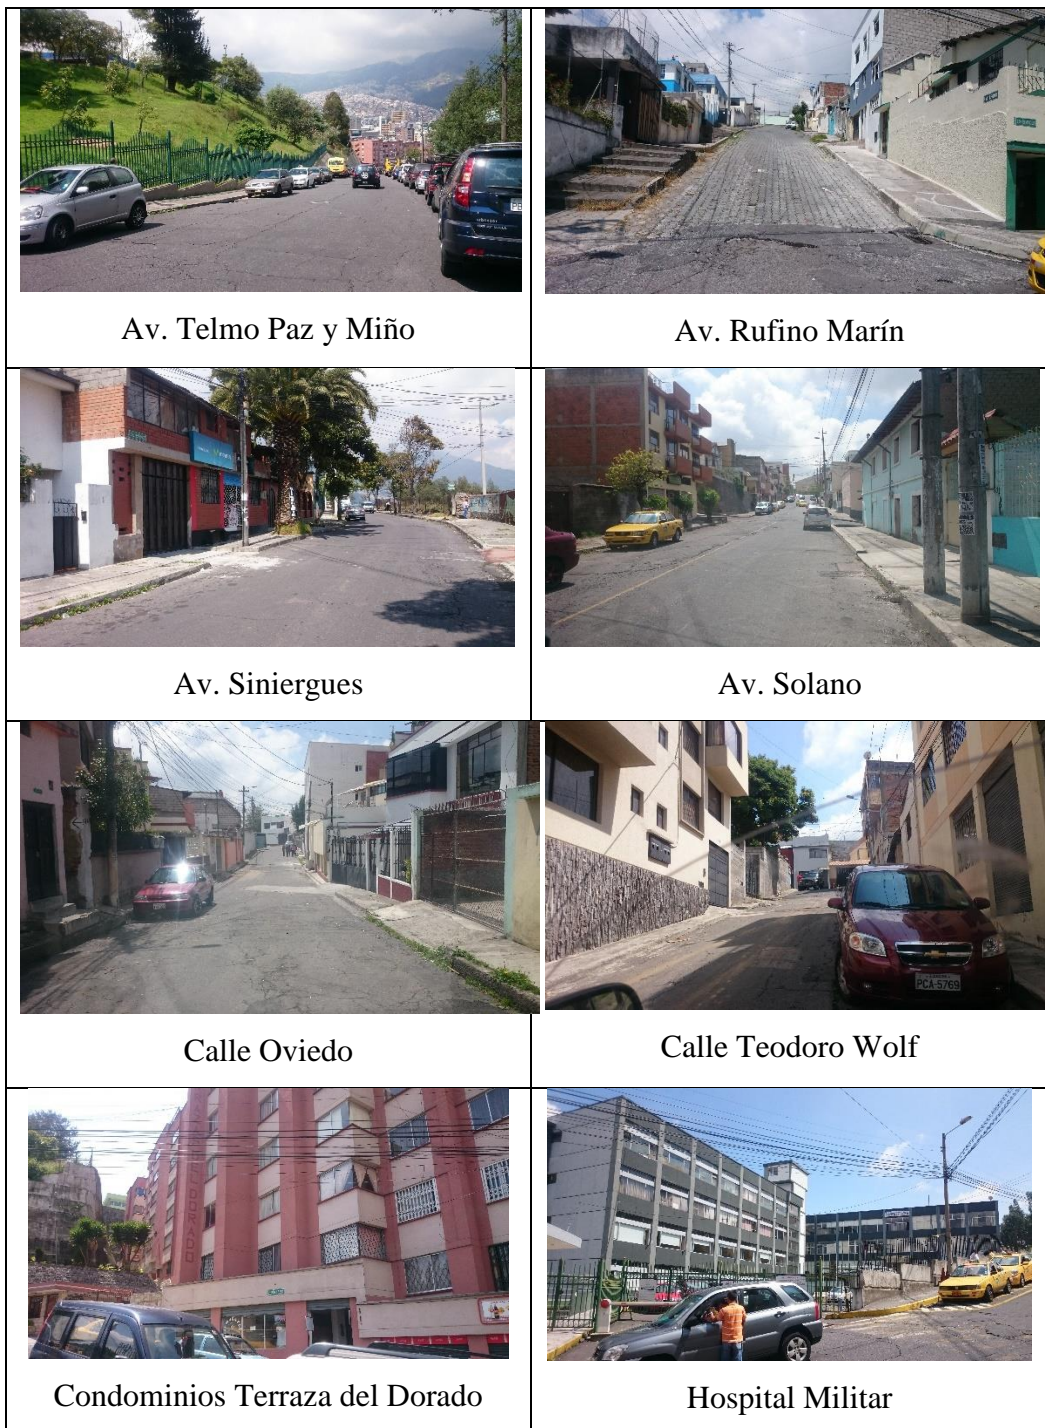 Av. Telmo Paz y Miño
Av. Rufino Marín
Av. Siniergues
Av. Solano
PCA-5769
Calle Oviedo
Calle Teodoro Wolf
DORADO
Condominios Terraza del Dorado
Hospital Militar